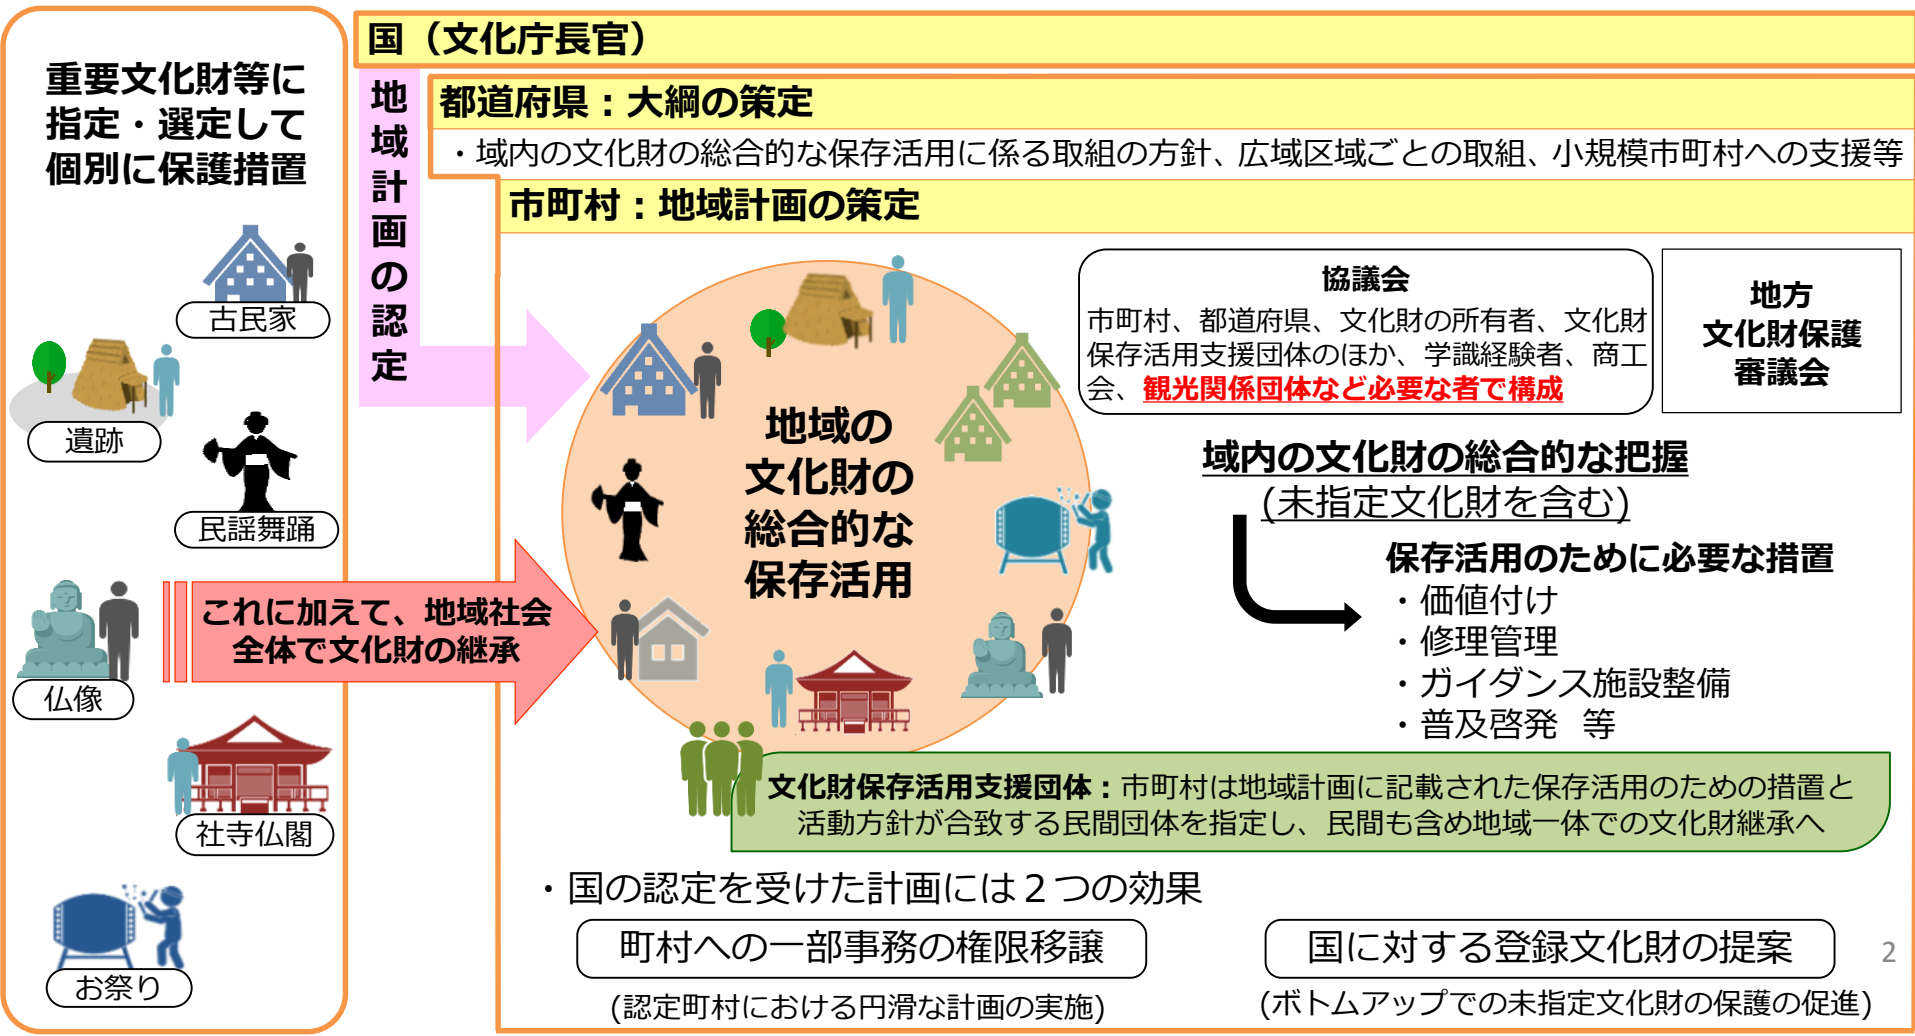 重要文化財等に
指定・選定して
個別に保護措置
古民家
遺跡
民謡舞踊
仏像
社寺仏閣
お祭り
これに加えて、地域社会
全体で文化財の継承
国（文化庁長官）
地域計画の認定
都道府県：大綱の策定
・域内の文化財の総合的な保存活用に係る取組の方針、広域区域ごとの取組、小規模市町村への支援等
市町村：地域計画の策定
地域の
文化財の
総合的な
保存活用
協議会
市町村、都道府県、文化財の所有者、文化財
保存活用支援団体のほか、学識経験者、商工
会、観光関係団体など必要な者で構成
地方
文化財保護
審議会
域内の文化財の総合的な把握
(未指定文化財を含む)
保存活用のために必要な措置
・価値付け
・修理管理
・ガイダンス施設整備
・普及啓発 等
文化財保存活用支援団体：市町村は地域計画に記載された保存活用のための措置と
活動方針が合致する民間団体を指定し、民間も含め地域一体での文化財継承へ
・国の認定を受けた計画には２つの効果
町村への一部事務の権限移譲
(認定町村における円滑な計画の実施)
国に対する登録文化財の提案
(ボトムアップでの未指定文化財の保護の促進)
2